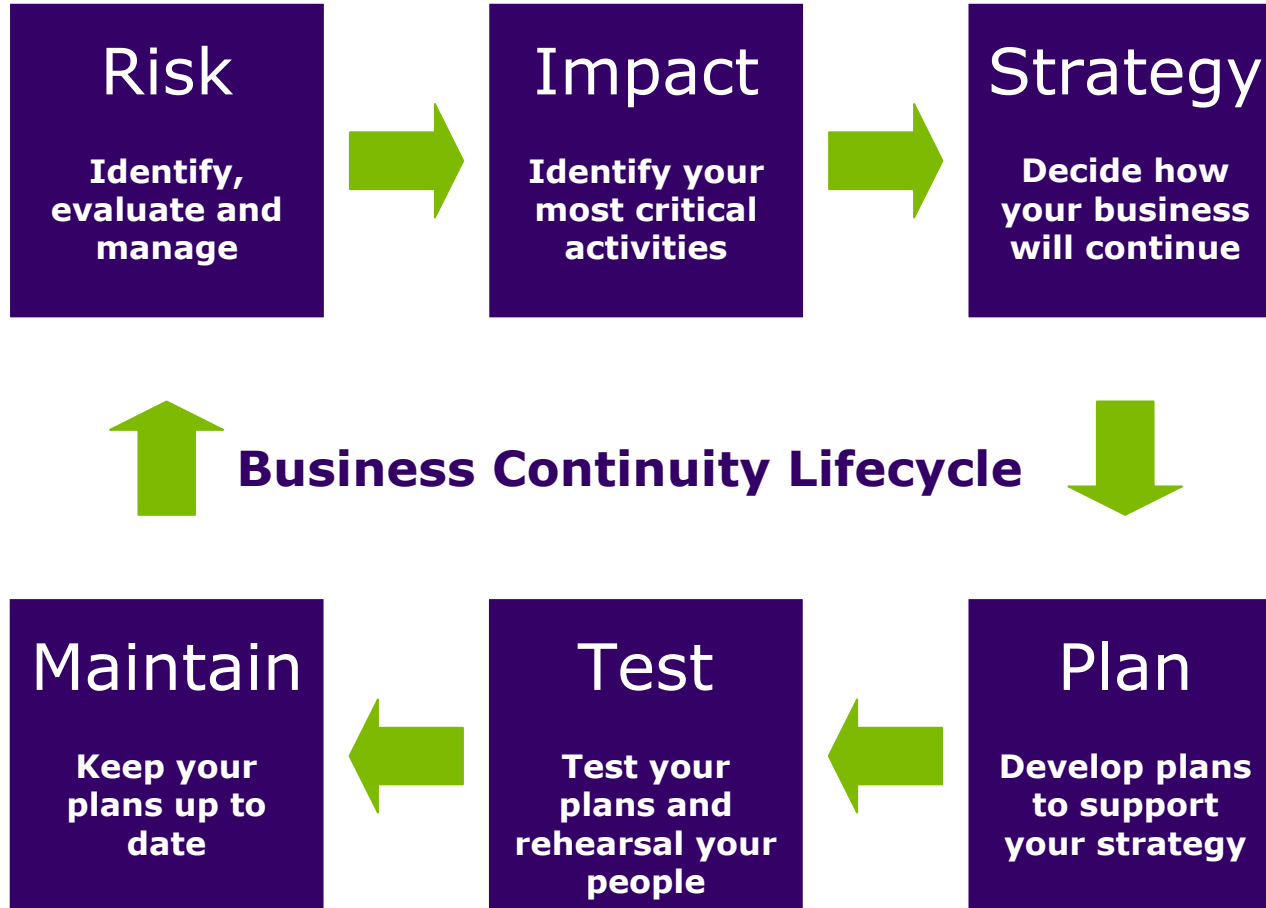 Risk
Identify,
evaluate and
manage
Impact
Identify your
most critical
activities
Strategy
Decide how
your business
will continue
Business Continuity Lifecycle
Maintain
Keep your
plans up to
date
Test
Test your
plans and
rehearsal your
people
Plan
Develop plans
to support
your strategy